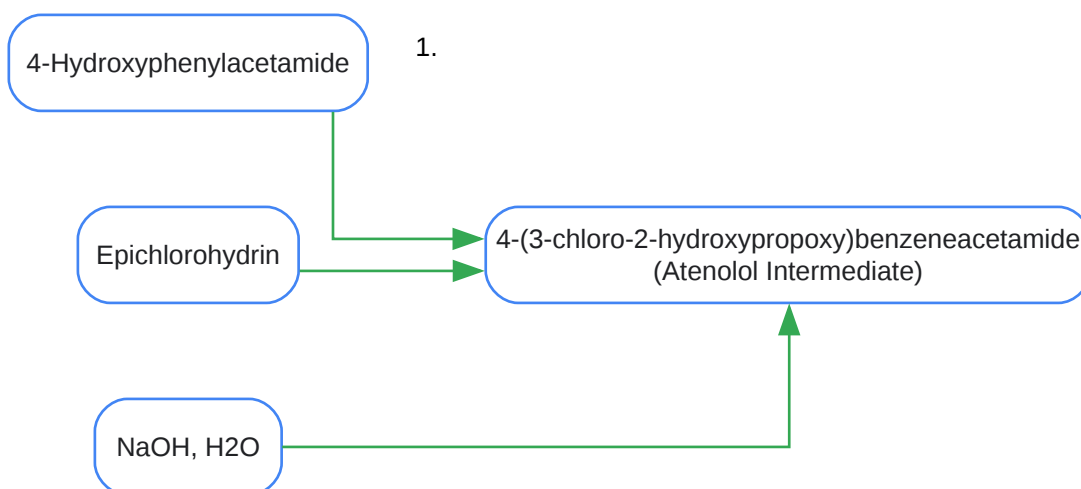 4-Hydroxyphenylacetamide
1.
Epichlorohydrin
4-(3-chloro-2-hydroxypropoxy)benzeneacetamide
(Atenolol Intermediate)
NaOH, H2O